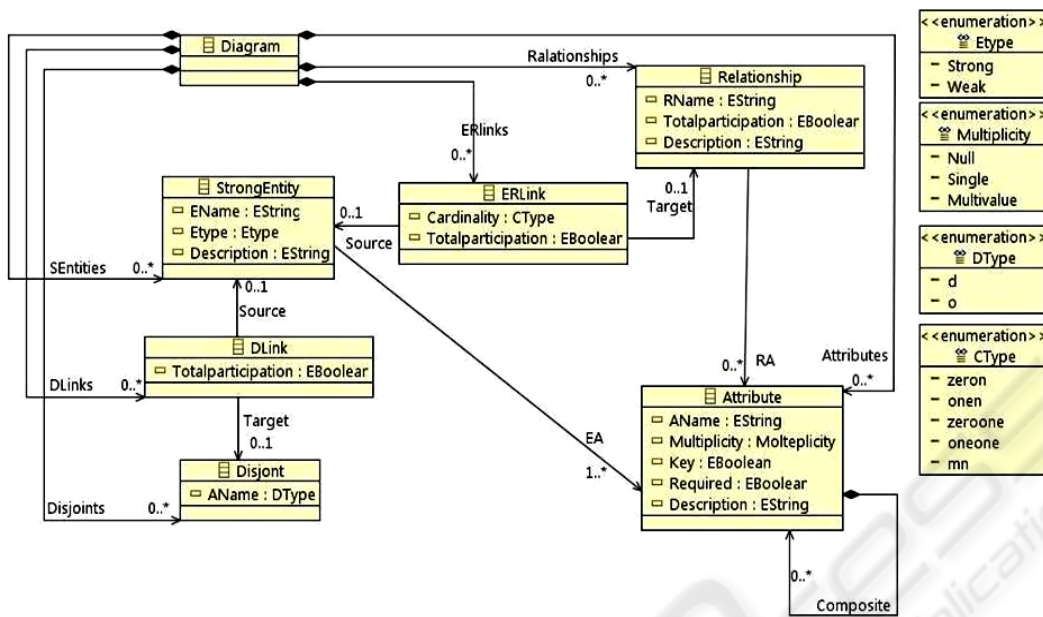 Diagram
Ralationships
0..*
Relationship
RName : EString
Totalparticipation : EBoolear
Description : EString
ERlinks
0..*
StrongEntity
EName : EString
Etype : Etype
Description : EString
0..1
Source
ERLink
Cardinality : CType
Totalparticipation : EBoolear
0..1
Target
SEntities
0..*
0..1
Source
DLink
Totalparticipation : EBoolear
DLinks
0..*
Target
0..1
Disjont
AName : DType
Disjoints
0..*
EA
1..*
RA
0..*
Attributes
0..*
Attribute
AName : EString
Multiplicity : Molteplicity
Key : EBoolean
Required : EBoolear
Description : EString
0..*
Composite
<<enumeration>>
Etype
- Strong
- Weak
<<enumeration>>
Multiplicity
- Null
- Single
- Multivalue
<<enumeration>>
DType
- d
- o
<<enumeration>>
CType
- zeron
- onen
- zeroone
- oneone
- mn